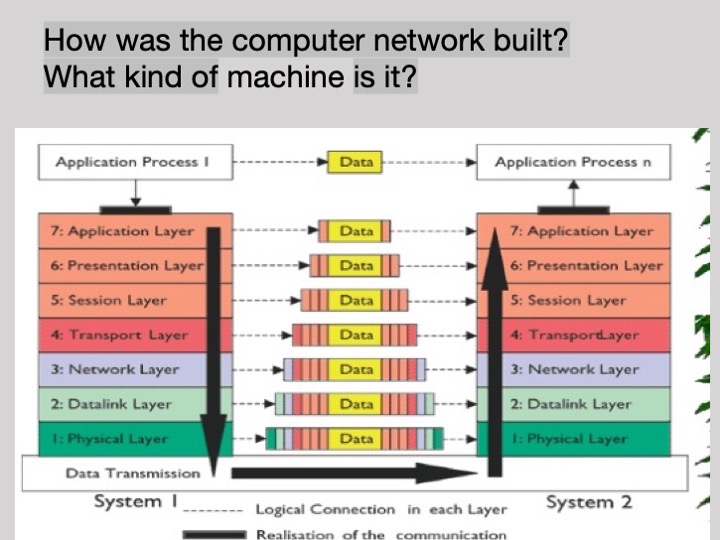 How was the computer network built?
What kind of machine is it?
Application Process 1
Data
Application Process n
7: Application Layer
Data
7: Application Layer
6: Presentation Layer
Data
6: Presentation Layer
5: Session Layer
Data
5: Session Layer
4: Transport Layer
Data
4: TransportLayer
3: Network Layer
Data
3: Network Layer
2: Datalink Layer
Data
2: Datalink Layer
1: Physical Layer
Data
1: Physical Layer
Data Transmission
System 1
System 2
Logical Connection in each Layer
Realisation of the communication